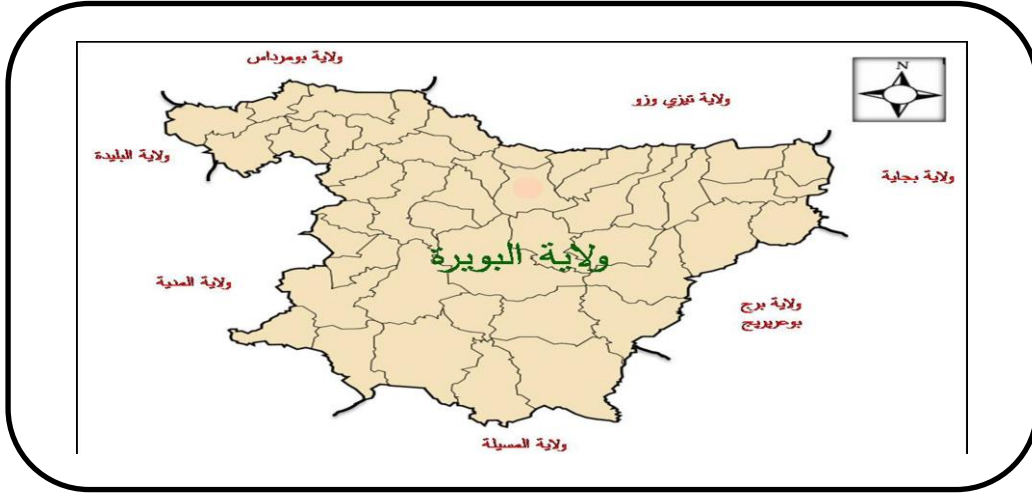 ولاية بومرداس
N
ولاية تيزي وزو
ولاية البليدة
ولاية بجاية
ولاية البويرة
ولاية المدية
ولاية برج
بوعريريج
ولاية المسيلة